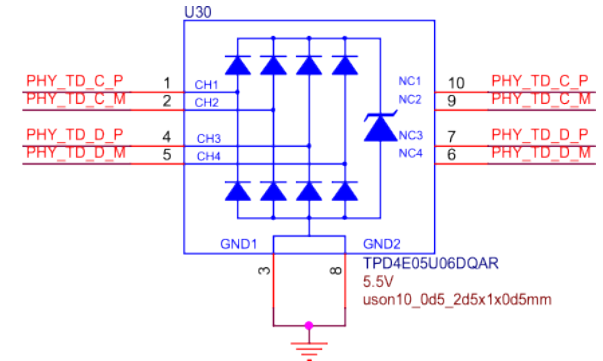 U30
PHY_TD_C_P 1 CH1 NC1 10 PHY_TD_C_P
PHY_TD_C_M 2 CH2 NC2 9 PHY_TD_C_M
PHY_TD_D_P 4 CH3 NC3 7 PHY_TD_D_P
PHY_TD_D_M 5 CH4 NC4 6 PHY_TD_D_M
GND1 GND2
3 8
TPD4E05U06DQAR
5.5V
uson10_0d5_2d5x1x0d5mm